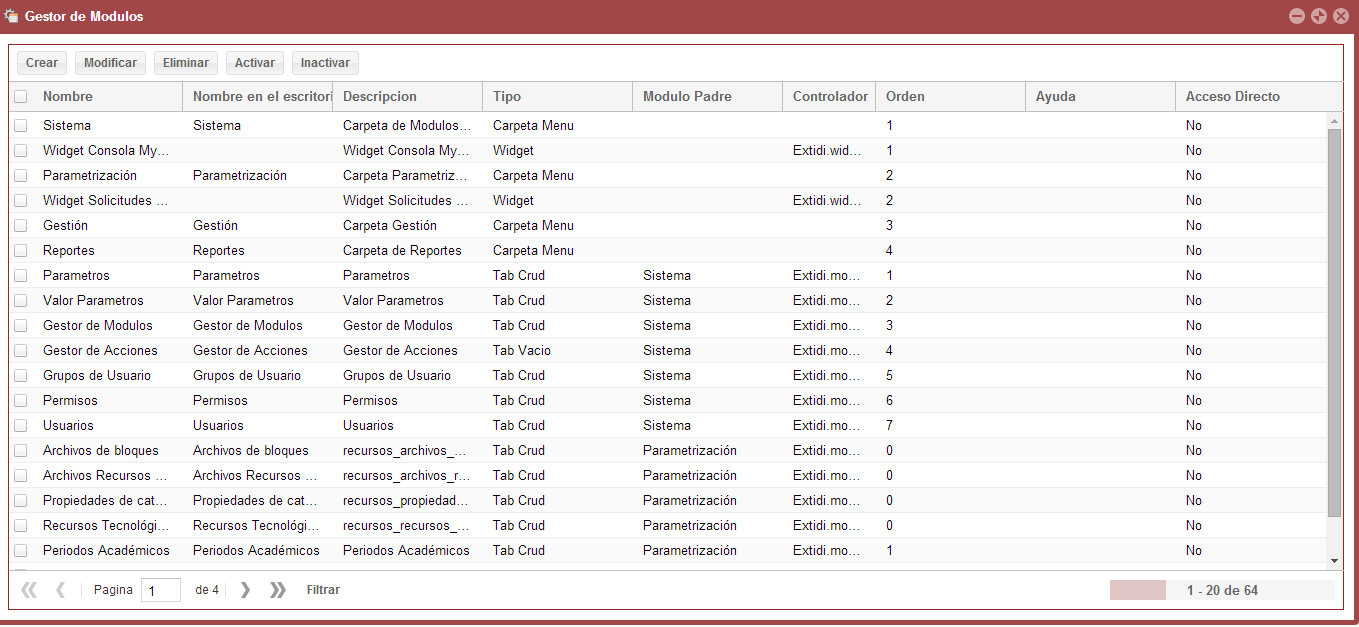 Gestor de Modulos
Crear Modificar Eliminar Activar Inactivar
Nombre Nombre en el escritori Descripcion Tipo Modulo Padre Controlador Orden Ayuda Acceso Directo
Sistema Sistema Carpeta de Modulos... Carpeta Menu 1 No
Widget Consola My... Widget Consola My... Widget Extidi.wid... 1 No
Parametrización Parametrización Carpeta Parametriz... Carpeta Menu 2 No
Widget Solicitudes ... Widget Solicitudes ... Widget Extidi.wid... 2 No
Gestión Gestión Carpeta Gestión Carpeta Menu 3 No
Reportes Reportes Carpeta de Reportes Carpeta Menu 4 No
Parametros Parametros Parametros Tab Crud Sistema Extidi.mo... 1 No
Valor Parametros Valor Parametros Valor Parametros Tab Crud Sistema Extidi.mo... 2 No
Gestor de Modulos Gestor de Modulos Gestor de Modulos Tab Crud Sistema Extidi.mo... 3 No
Gestor de Acciones Gestor de Acciones Gestor de Acciones Tab Vacio Sistema Extidi.mo... 4 No
Grupos de Usuario Grupos de Usuario Grupos de Usuario Tab Crud Sistema Extidi.mo... 5 No
Permisos Permisos Permisos Tab Crud Sistema Extidi.mo... 6 No
Usuarios Usuarios Usuarios Tab Crud Sistema Extidi.mo... 7 No
Archivos de bloques Archivos de bloques recursos_archivos_... Tab Crud Parametrización Extidi.mo... 0 No
Archivos Recursos ... Archivos Recursos ... recursos_archivos_r... Tab Crud Parametrización Extidi.mo... 0 No
Propiedades de cat... Propiedades de cat... recursos_propiedad... Tab Crud Parametrización Extidi.mo... 0 No
Recursos Tecnológi... Recursos Tecnológi... recursos_recursos_... Tab Crud Parametrización Extidi.mo... 0 No
Periodos Académicos Periodos Académicos Periodos Académicos Tab Crud Parametrización Extidi.mo... 1 No
Pagina 1 de 4 Filtrar 1 - 20 de 64